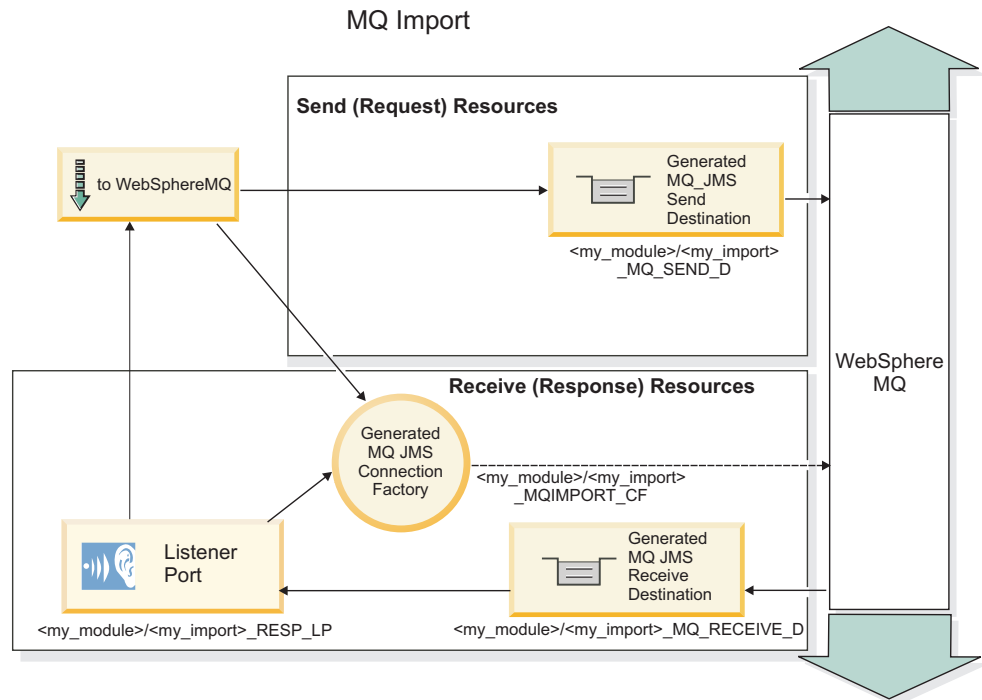 MQ Import
Send (Request) Resources
to WebSphereMQ
Generated
MQ_JMS
Send
Destination
<my_module>/<my_import>
_MQ_SEND_D
WebSphere
MQ
Receive (Response) Resources
Generated
MQ JMS
Connection
Factory
<my_module>/<my_import>
_MQIMPORT_CF
Listener
Port
<my_module>/<my_import>_RESP_LP
Generated
MQ JMS
Receive
Destination
<my_module>/<my_import>_MQ_RECEIVE_D